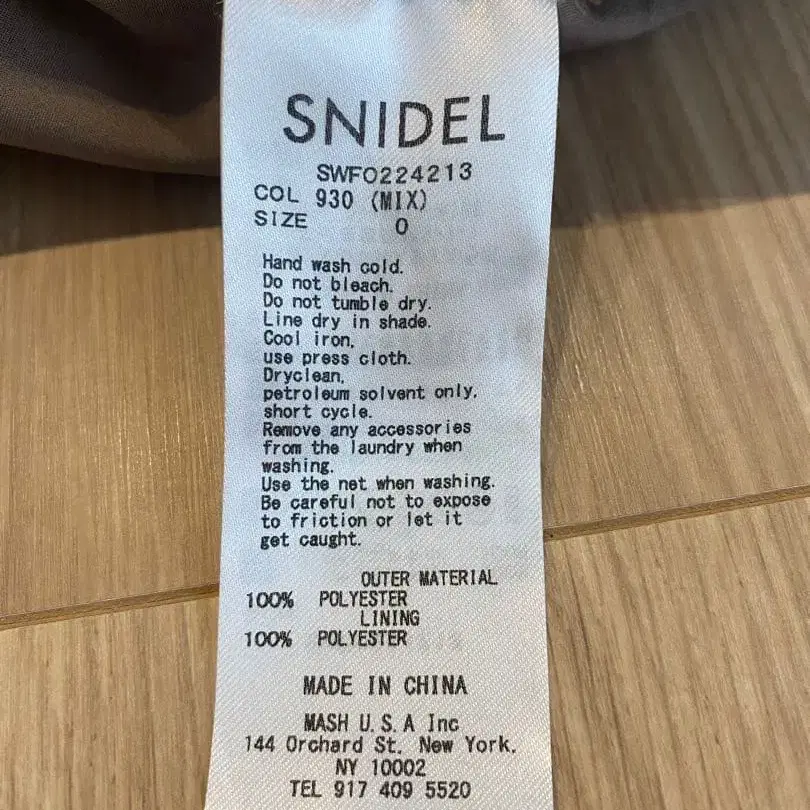 SNIDEL
SWFO224213
COL 930 (MIX)
SIZE 0
Hand wash cold.
Do not bleach.
Do not tumble dry.
Line dry in shade.
Cool iron,
use press cloth.
Dryclean,
petroleum solvent only,
short cycle.
Remove any accessories
from the laundry when
washing.
Use the net when washing.
Be careful not to expose
to friction or let it
get caught.
OUTER MATERIAL
100% POLYESTER
LINING
100% POLYESTER
MADE IN CHINA
MASH U.S.A Inc
144 Orchard St. New York,
NY 10002
TEL 917 409 5520